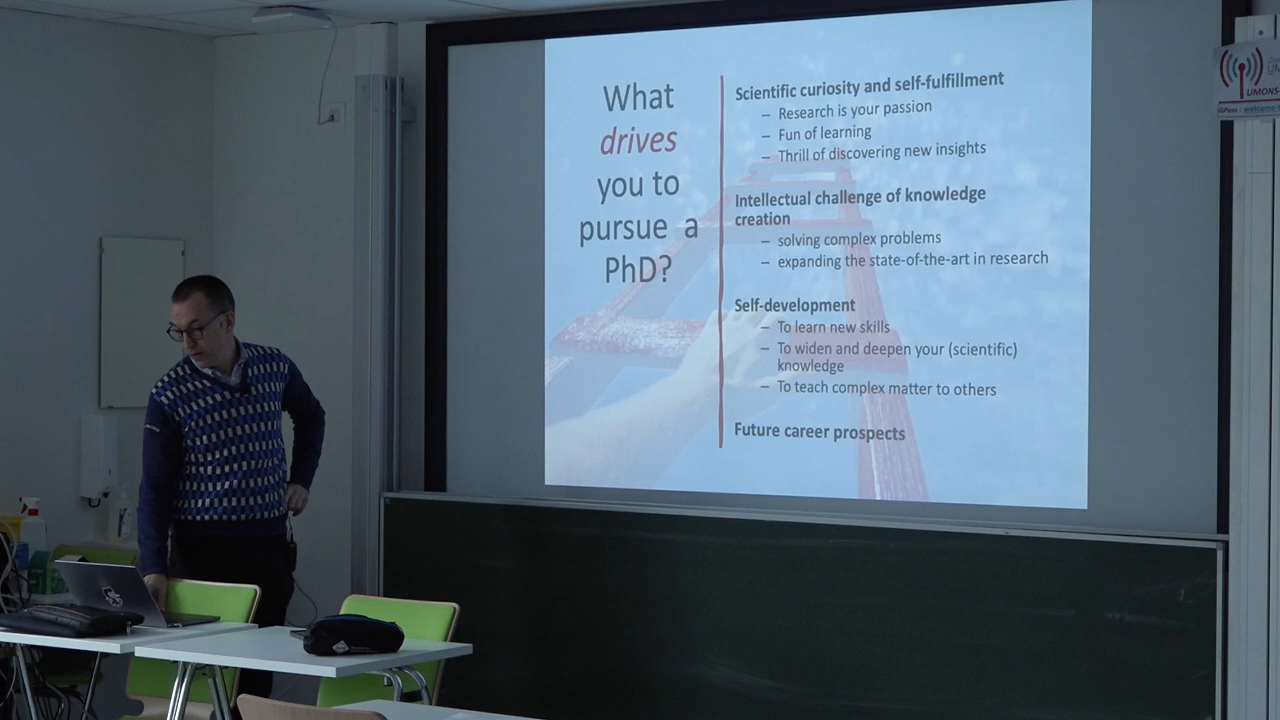 What
drives
you to
pursue a
PhD?
Scientific curiosity and self-fulfillment
– Research is your passion
– Fun of learning
– Thrill of discovering new insights
Intellectual challenge of knowledge
creation
– solving complex problems
– expanding the state-of-the-art in research
Self-development
– To learn new skills
– To widen and deepen your (scientific)
knowledge
– To teach complex matter to others
Future career prospects
UMONS-